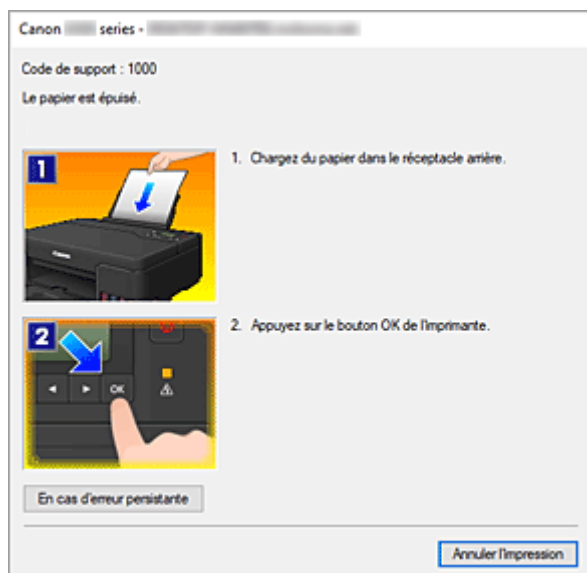 Canon series -
Code de support : 1000
Le papier est épuisé.
1
1. Chargez du papier dans le réceptacle arrière.
Canon
2
2. Appuyez sur le bouton OK de l'imprimante.
OK
En cas d'erreur persistante
Annuler l'impression